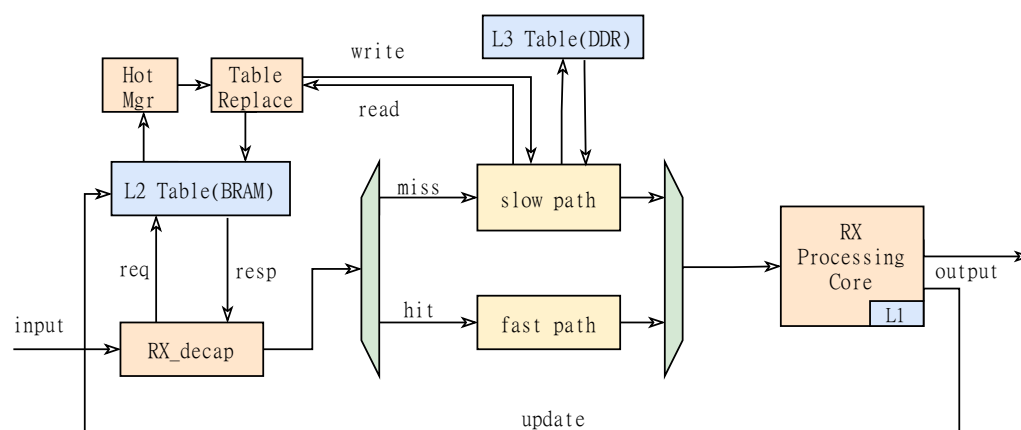 L3 Table(DDR)
write
Hot
Mgr
Table
Replace
read
L2 Table(BRAM)
miss
slow path
req
resp
RX
Processing
Core
output
L1
input
hit
fast path
RX_decap
update